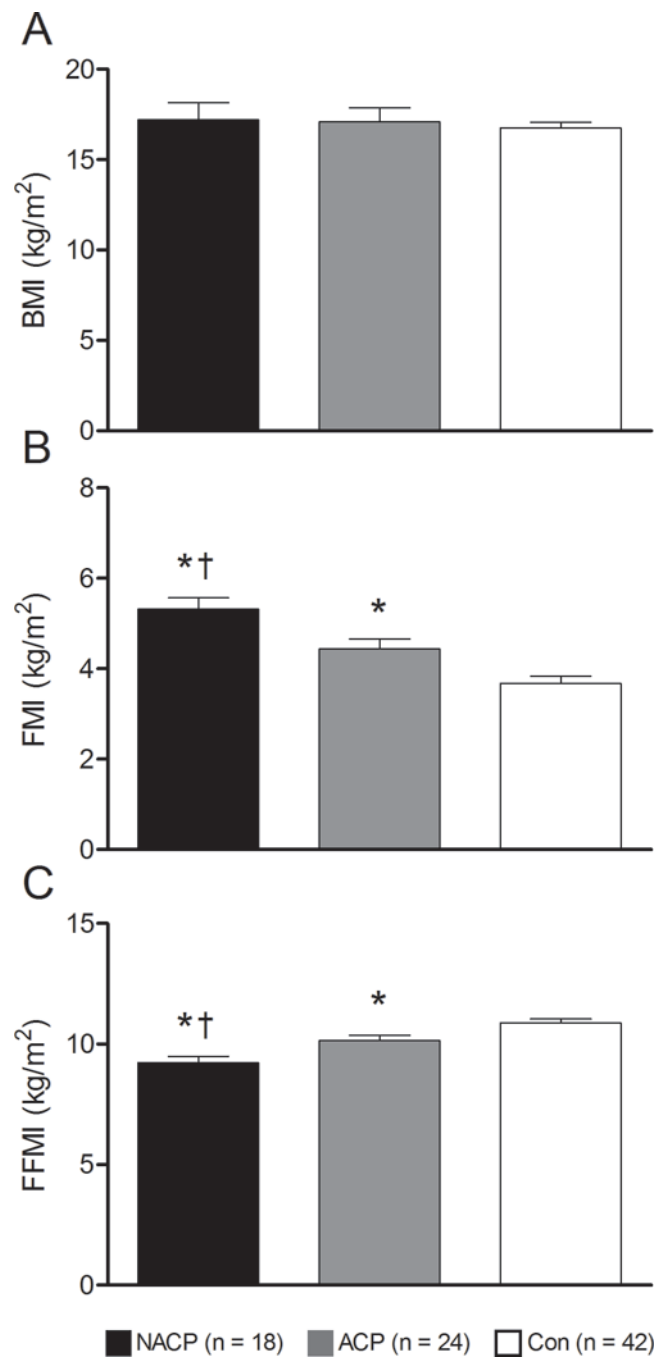 A
20
15
10
5
0
BMI (kg/m²)
B
8
6
4
2
0
FMI (kg/m²)
*†
*
C
15
10
5
0
FFMI (kg/m²)
*†
*
NACP (n = 18) ACP (n = 24) Con (n = 42)